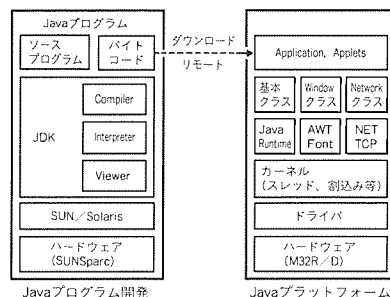 Javaプログラム
ソース
プログラム
バイト
コード
ダウンロード
リモート
JDK
Compiler
Interpreter
Viewer
SUN／Solaris
ハードウェア
(SUNSparc)
Javaプログラム開発
Application, Applets
基本
クラス
Window
クラス
Network
クラス
Java
Runtime
AWT
Font
NET
TCP
カーネル
(スレッド、割込み等)
ドライバ
ハードウェア
(M32R／D)
Javaプラットフォーム